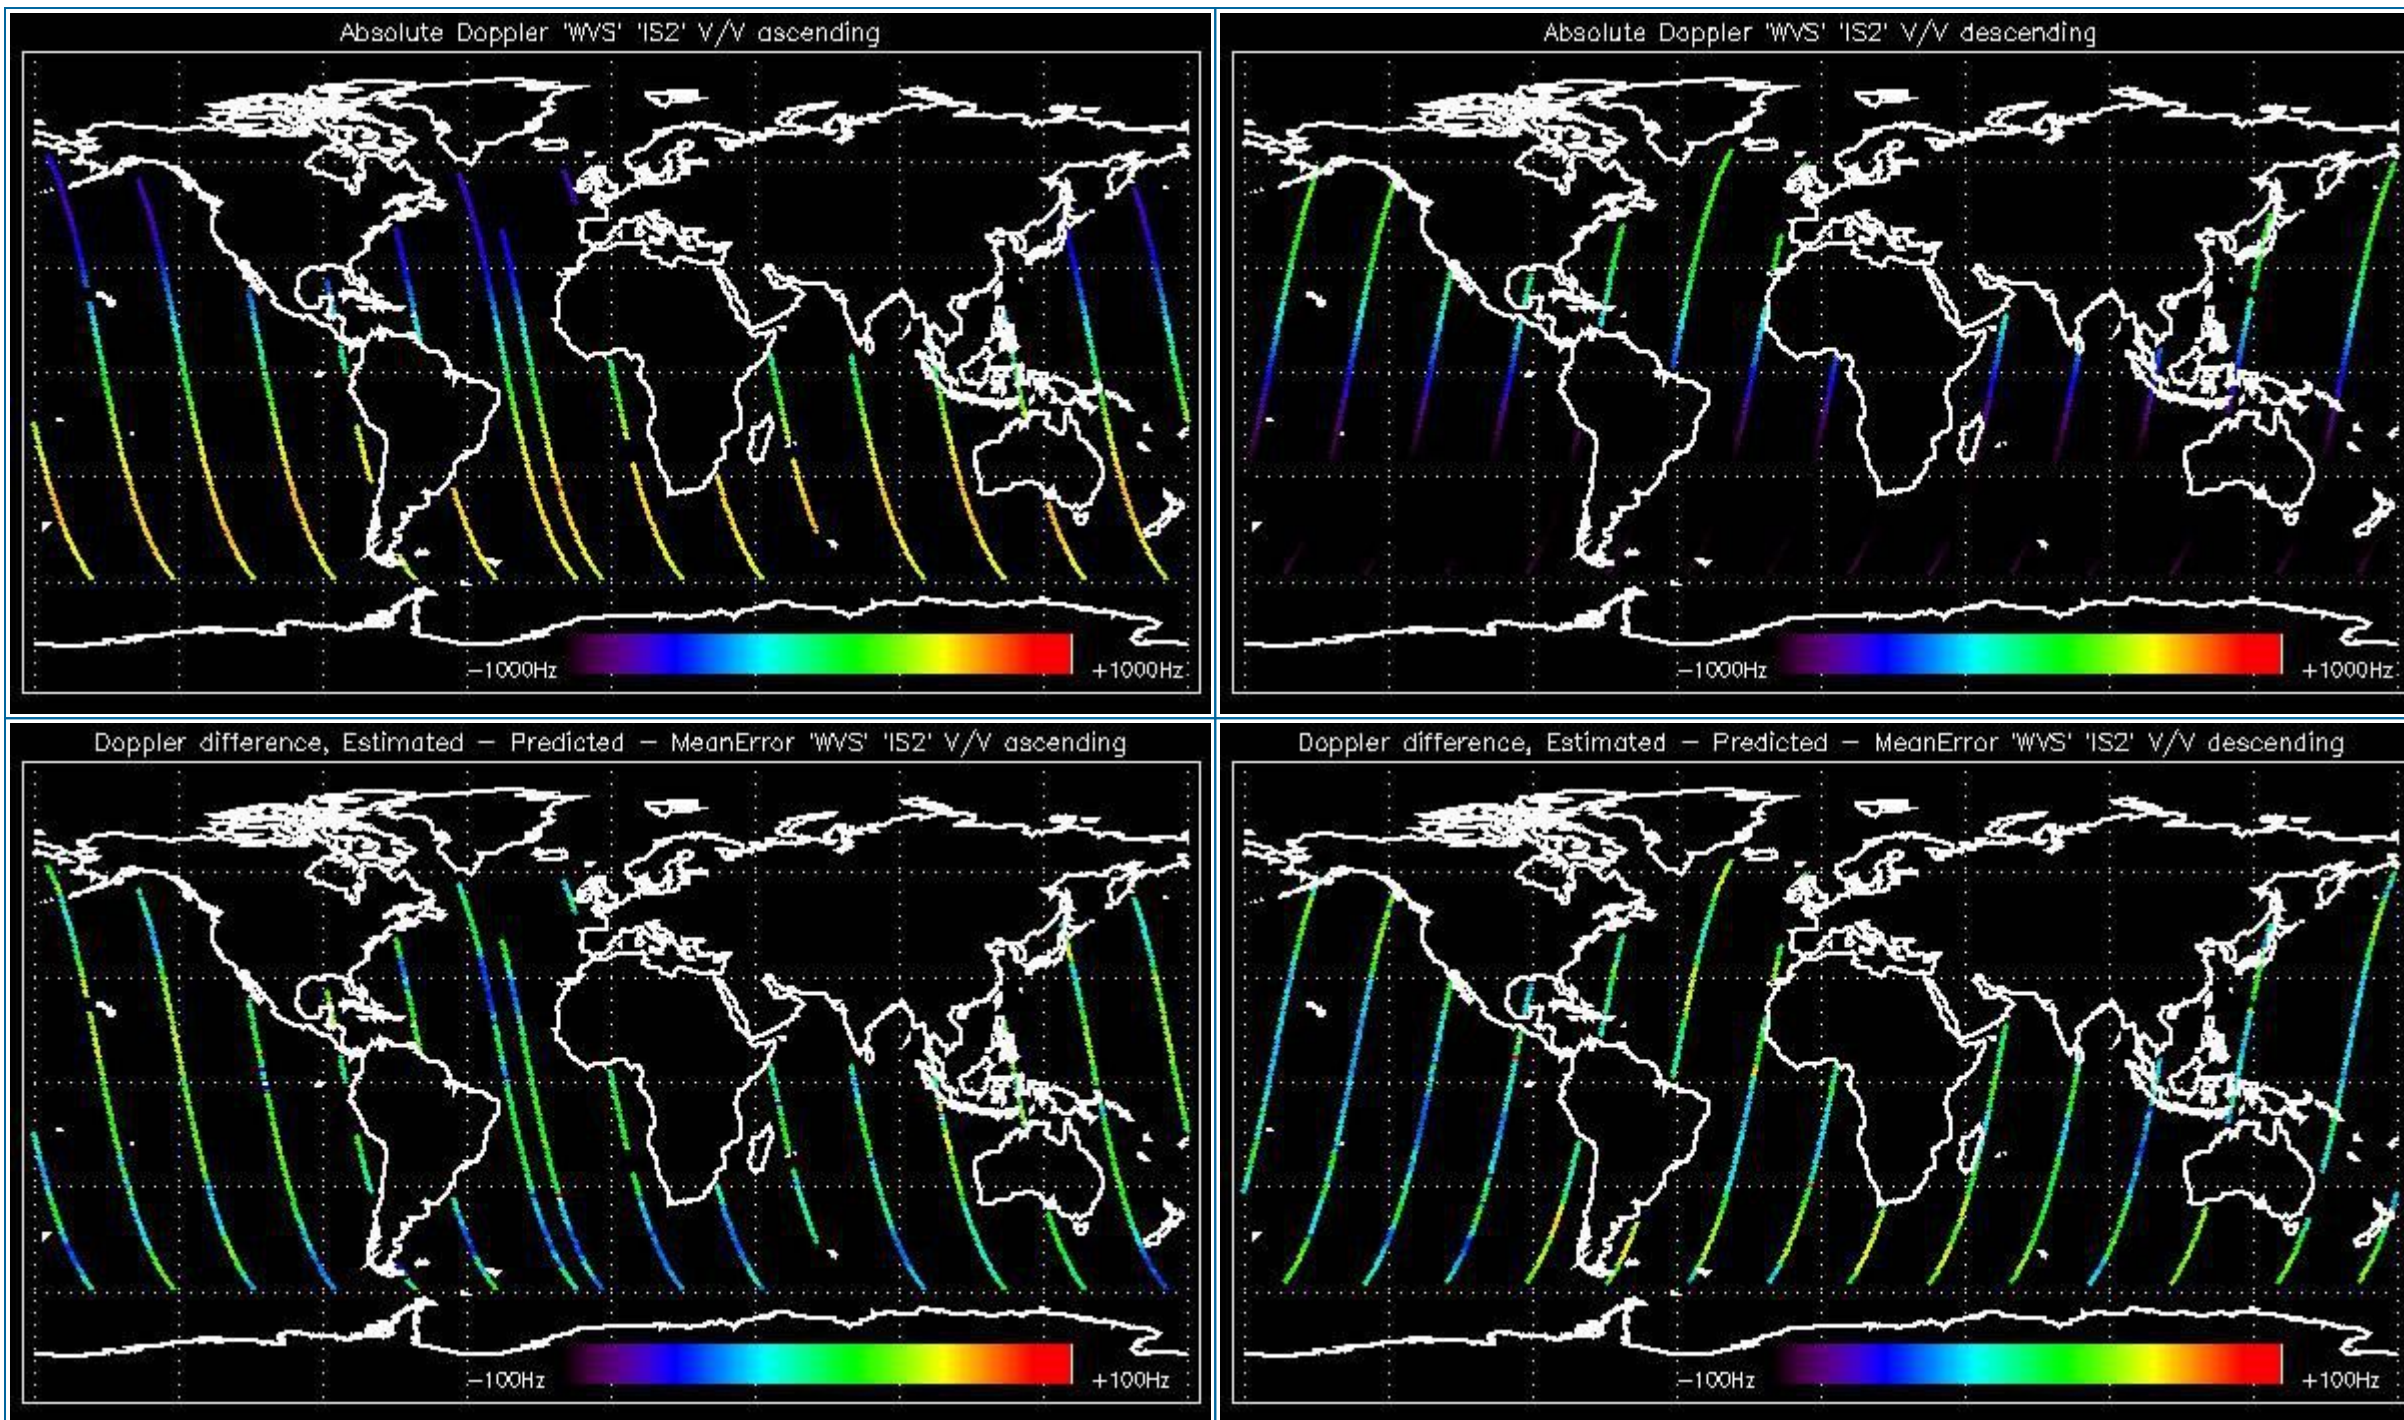 Absolute Doppler 'WVS' 'IS2' V/V ascending
-1000Hz
+1000Hz
Absolute Doppler 'WVS' 'IS2' V/V descending
-1000Hz
+1000Hz
Doppler difference, Estimated - Predicted - MeanError 'WVS' 'IS2' V/V ascending
-100Hz
+100Hz
Doppler difference, Estimated - Predicted - MeanError 'WVS' 'IS2' V/V descending
-100Hz
+100Hz